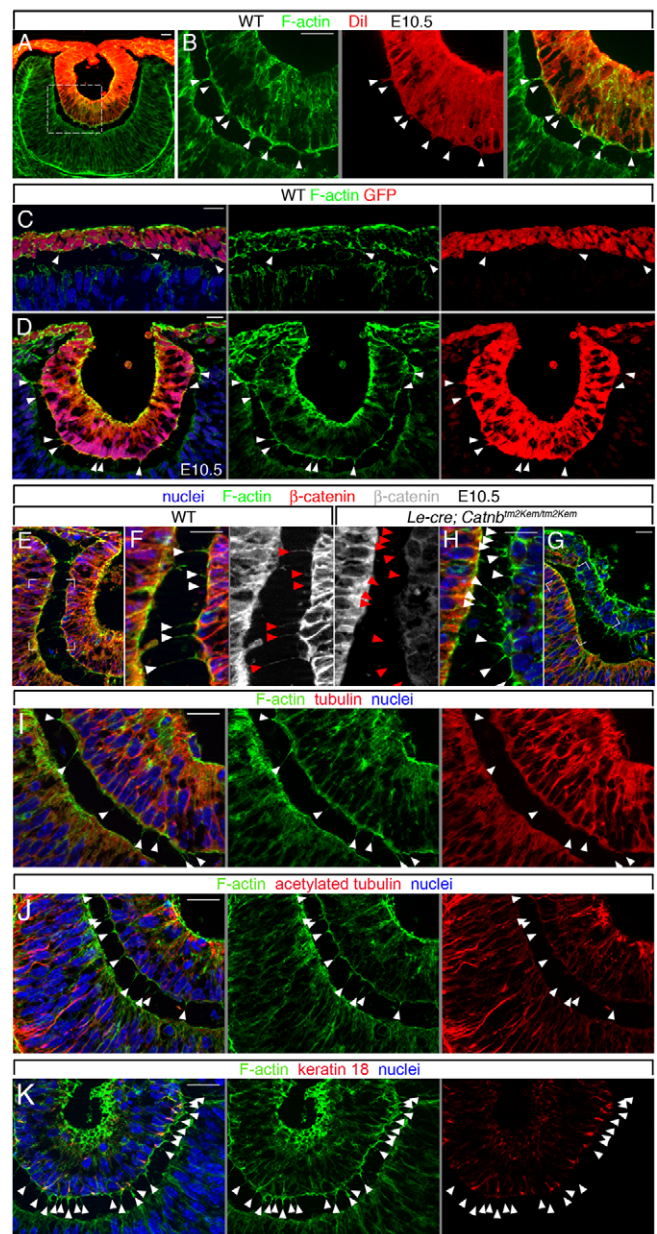 WT F-actin DiI E10.5
A B
WT F-actin GFP
C
D
E10.5
nuclei F-actin β-catenin β-catenin E10.5
WT Le-cre; Catnbtm2Kem/tm2Kem
E F H G
F-actin tubulin nuclei
I
F-actin acetylated tubulin nuclei
J
F-actin keratin 18 nuclei
K